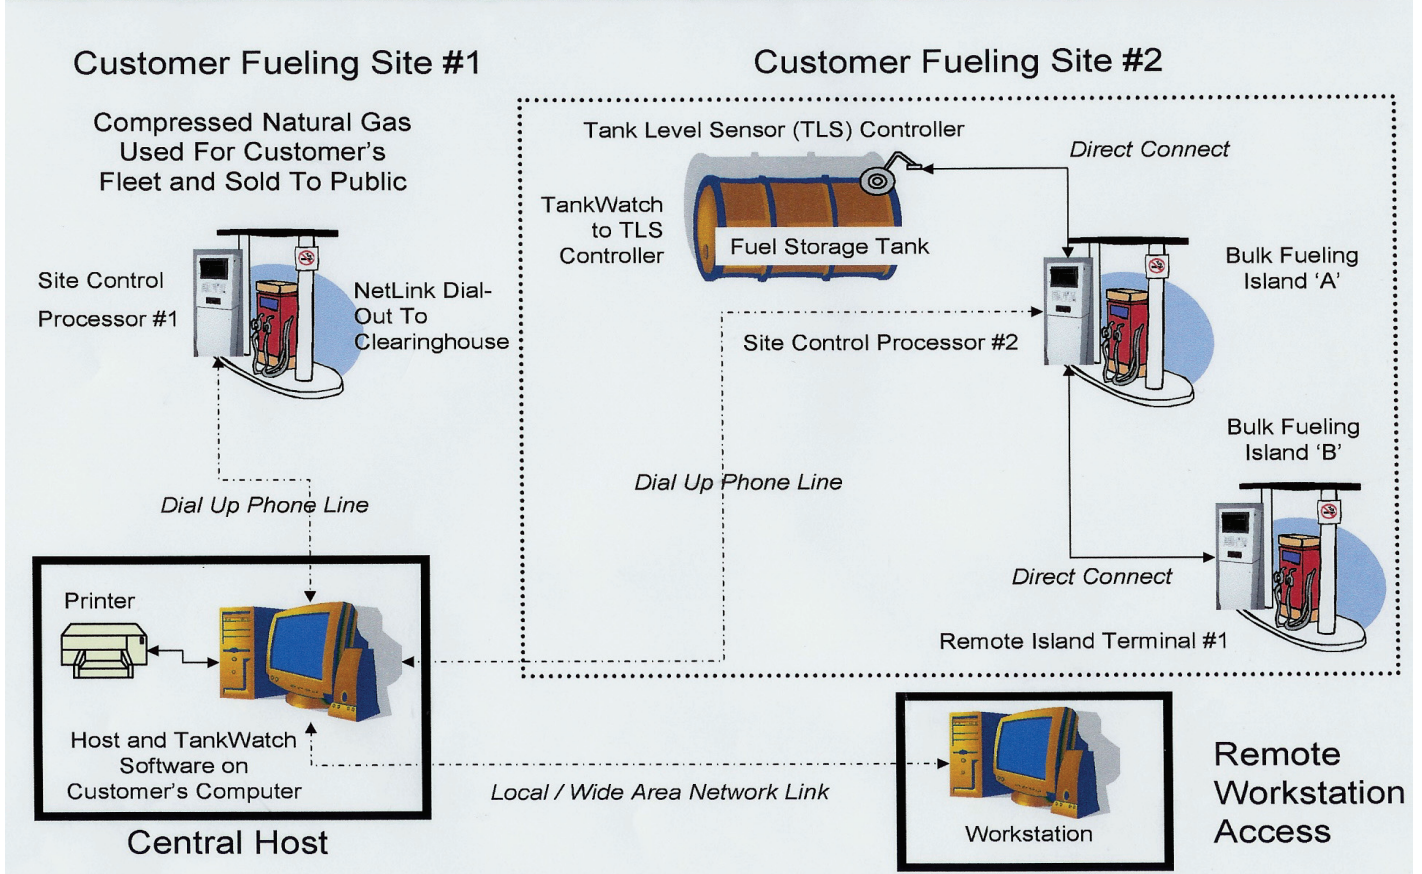 Customer Fueling Site #1
Compressed Natural Gas
Used For Customer's
Fleet and Sold To Public
Site Control
Processor #1
NetLink Dial-
Out To
Clearinghouse
Dial Up Phone Line
Customer Fueling Site #2
Tank Level Sensor (TLS) Controller
Direct Connect
TankWatch
to TLS
Controller
Fuel Storage Tank
Bulk Fueling
Island ‘A’
Site Control Processor #2
Bulk Fueling
Island ‘B’
Dial Up Phone Line
Direct Connect
Remote Island Terminal #1
Printer
Host and TankWatch
Software on
Customer's Computer
Central Host
Local / Wide Area Network Link
Workstation
Remote
Workstation
Access